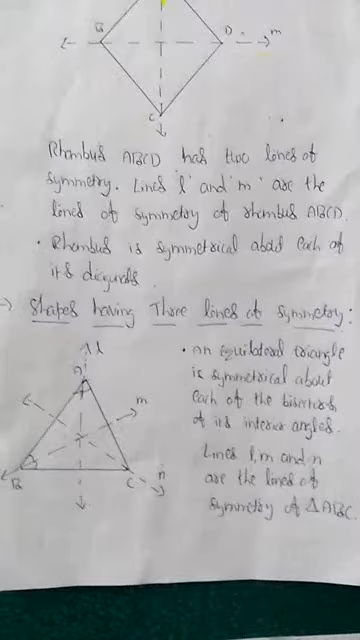 B D m
C
Rhombus ABCD has two lines of
symmetry. Lines 'l' and 'm' are the
lines of symmetry of rhombus ABCD.
• Rhombus is symmetrical about each of
its diagonals
→ Shapes having Three lines of symmetry:
l
A
m
B C n
• An equilateral triangle
is symmetrical about
each of the bisectors
of its interior angles.
Lines l, m and n
are the lines of
symmetry of △ABC.